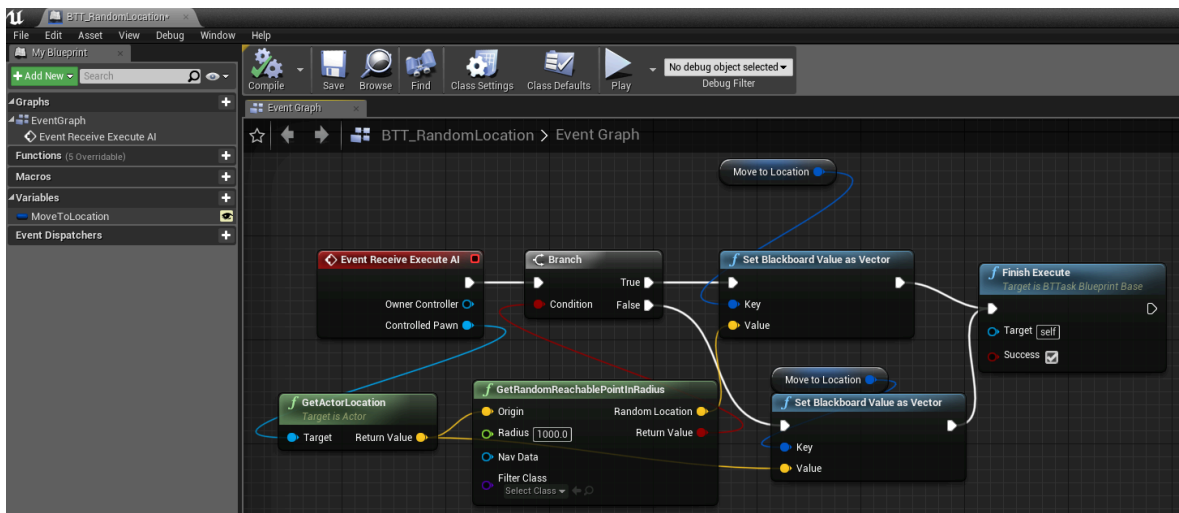 BTT_RandomLocation*
File Edit Asset View Debug Window Help
My Blueprint
+ Add New Search
Graphs
EventGraph
Event Receive Execute AI
Functions (5 Overridable)
Macros
Variables
MoveToLocation
Event Dispatchers
Compile Save Browse Find Class Settings Class Defaults Play
No debug object selected
Debug Filter
Event Graph
BTT_RandomLocation > Event Graph
Move to Location
Event Receive Execute AI
Owner Controller
Controlled Pawn
Branch
True
Condition False
f Set Blackboard Value as Vector
Key
Value
f Finish Execute
Target is BTTask Blueprint Base
Target self
Success
f GetActorLocation
Target is Actor
Target Return Value
f GetRandomReachablePointInRadius
Origin Random Location
Radius 1000.0 Return Value
Nav Data
Filter Class
Select Class
Move to Location
f Set Blackboard Value as Vector
Key
Value